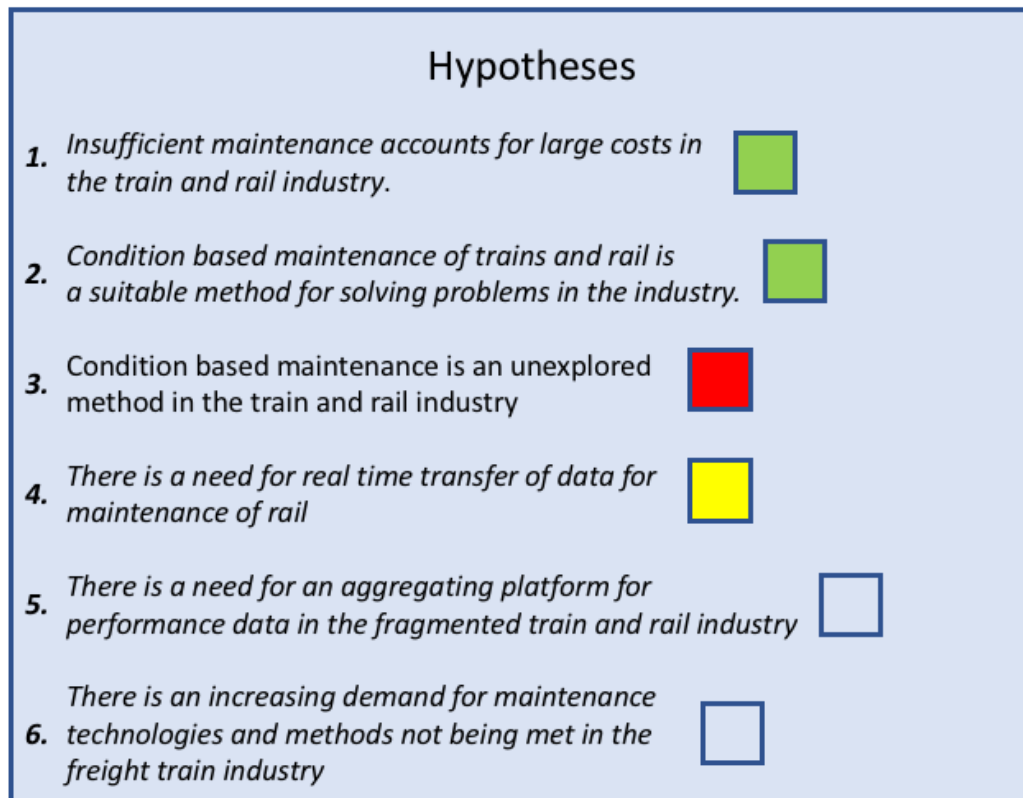 Hypotheses
1. Insufficient maintenance accounts for large costs in
the train and rail industry.
2. Condition based maintenance of trains and rail is
a suitable method for solving problems in the industry.
3. Condition based maintenance is an unexplored
method in the train and rail industry
4. There is a need for real time transfer of data for
maintenance of rail
5. There is a need for an aggregating platform for
performance data in the fragmented train and rail industry
6. There is an increasing demand for maintenance
technologies and methods not being met in the
freight train industry